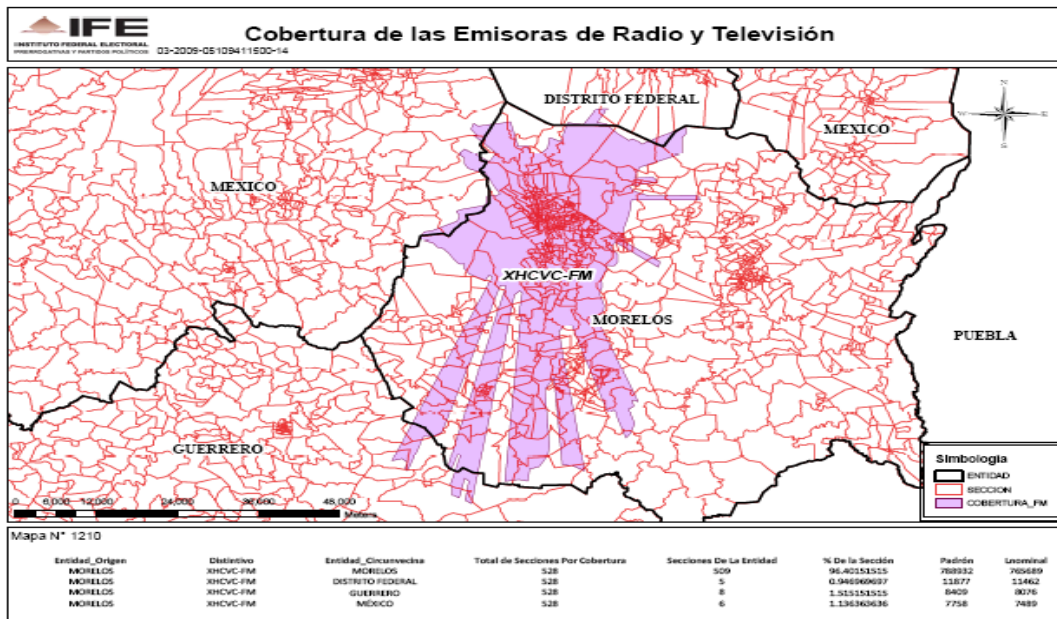 IFE
INSTITUTO FEDERAL ELECTORAL
PRERROGATIVAS Y PARTIDOS POLÍTICOS
03-2009-05109411500-14
Cobertura de las Emisoras de Radio y Televisión
DISTRITO FEDERAL
MEXICO
MEXICO
XHCVC-FM
MORELOS
PUEBLA
GUERRERO
N
W E
S
Simbología
ENTIDAD
SECCION
COBERTURA_FM
0 6,000 12,000 24,000 36,000 48,000
Meters
Mapa N° 1210
Entidad_Origen Distintivo Entidad_Circunvecina Total de Secciones Por Cobertura Secciones De La Entidad % De la Sección Padrón Lnominal
MORELOS XHCVC-FM MORELOS 528 509 96.40151515 788932 765689
MORELOS XHCVC-FM DISTRITO FEDERAL 528 5 0.946969697 11877 11462
MORELOS XHCVC-FM GUERRERO 528 8 1.515151515 8409 8076
MORELOS XHCVC-FM MÉXICO 528 6 1.136363636 7758 7489